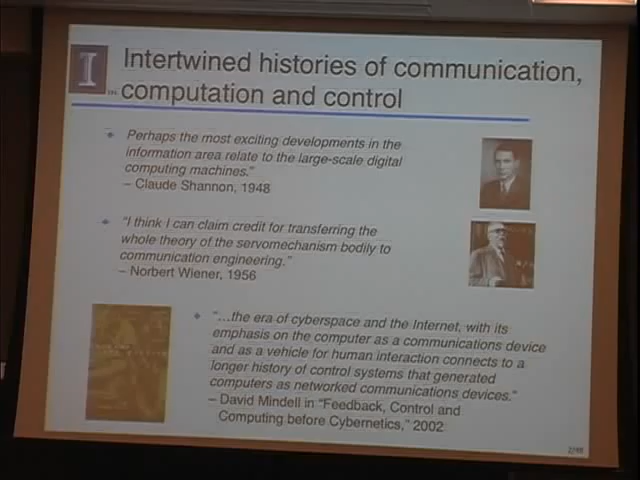 I
Intertwined histories of communication,
computation and control
Perhaps the most exciting developments in the
information area relate to the large-scale digital
computing machines."
– Claude Shannon, 1948
"I think I can claim credit for transferring the
whole theory of the servomechanism bodily to
communication engineering."
– Norbert Wiener, 1956
"...the era of cyberspace and the Internet, with its
emphasis on the computer as a communications device
and as a vehicle for human interaction connects to a
longer history of control systems that generated
computers as networked communications devices."
– David Mindell in "Feedback, Control and
Computing before Cybernetics," 2002
2/48